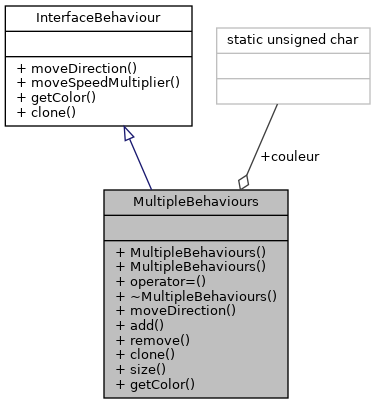 InterfaceBehaviour
+ moveDirection()
+ moveSpeedMultiplier()
+ getColor()
+ clone()
static unsigned char
+couleur
MultipleBehaviours
+ MultipleBehaviours()
+ MultipleBehaviours()
+ operator=()
+ ~MultipleBehaviours()
+ moveDirection()
+ add()
+ remove()
+ clone()
+ size()
+ getColor()